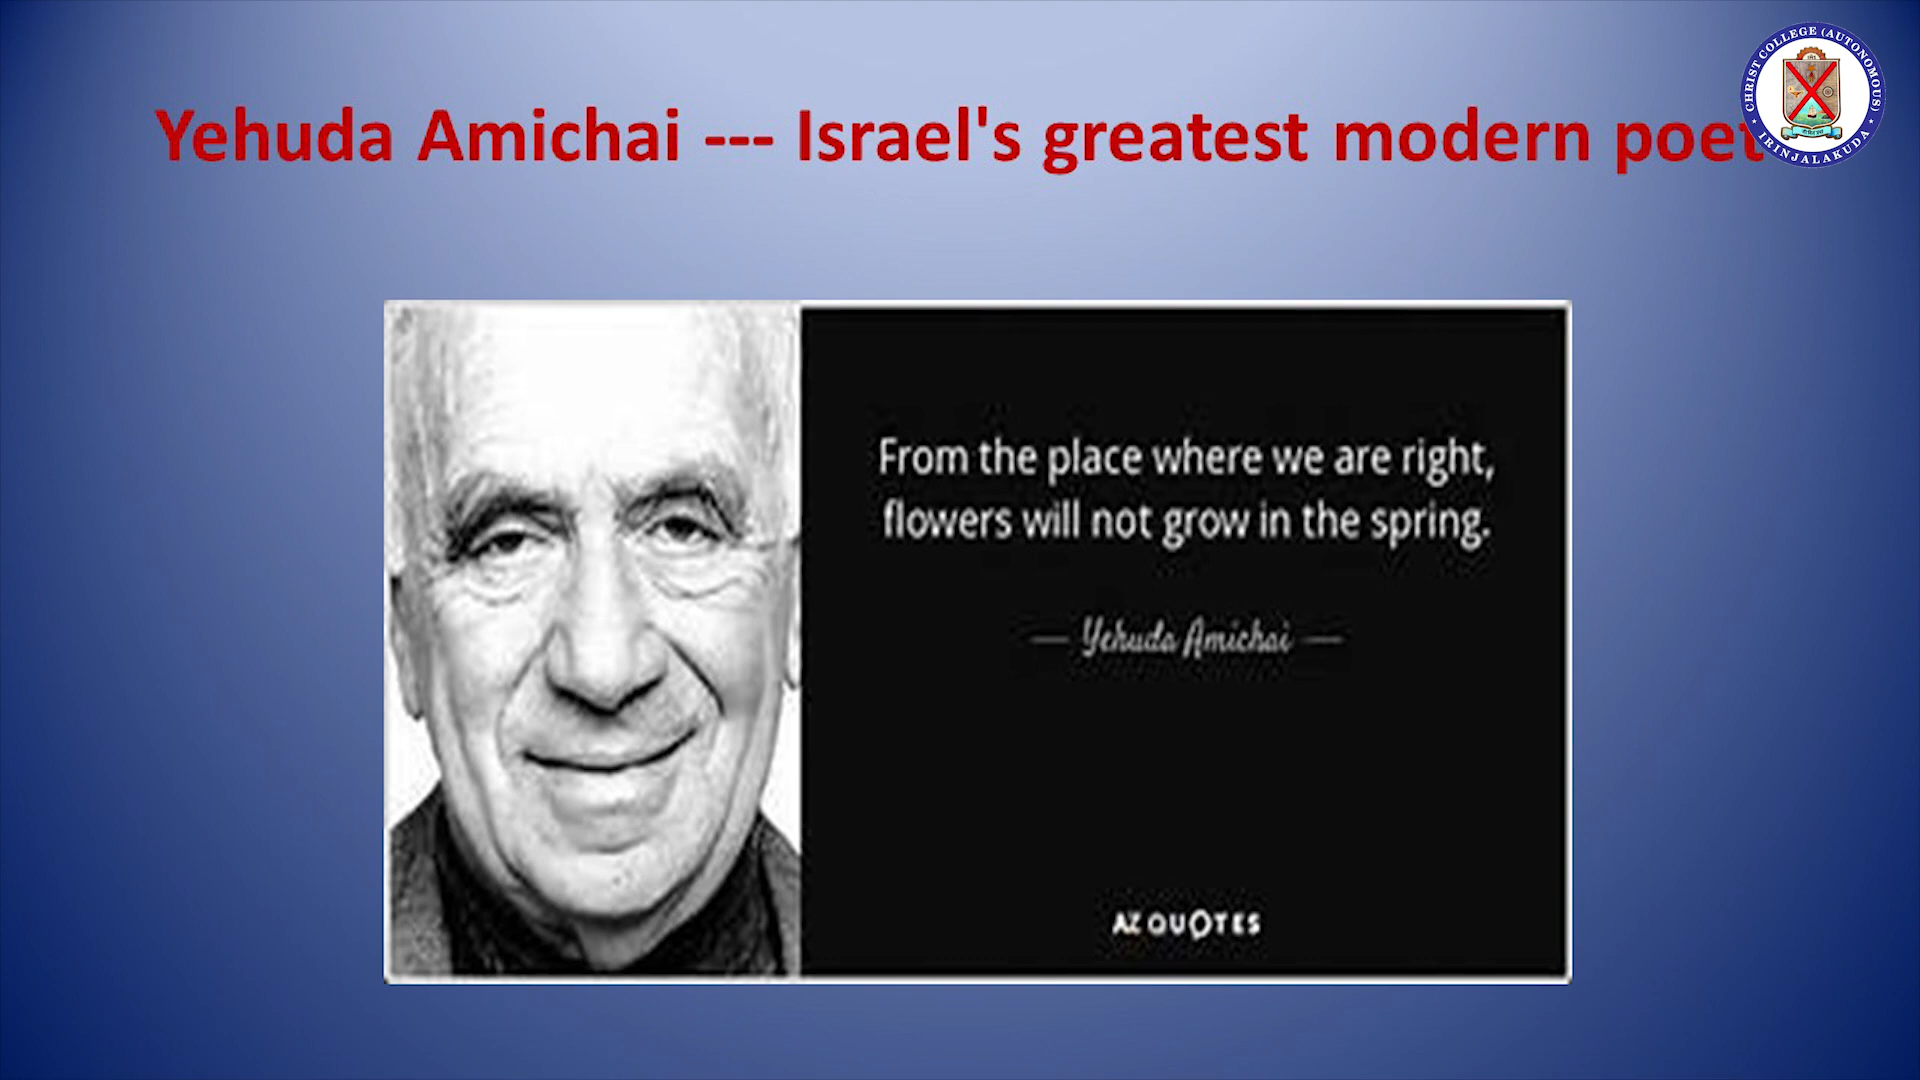 Yehuda Amichai --- Israel's greatest modern poet
CHRIST COLLEGE (AUTONOMOUS)
IRINJALAKUDA
From the place where we are right,
flowers will not grow in the spring.
— Yehuda Amichai —
AZ QUOTES